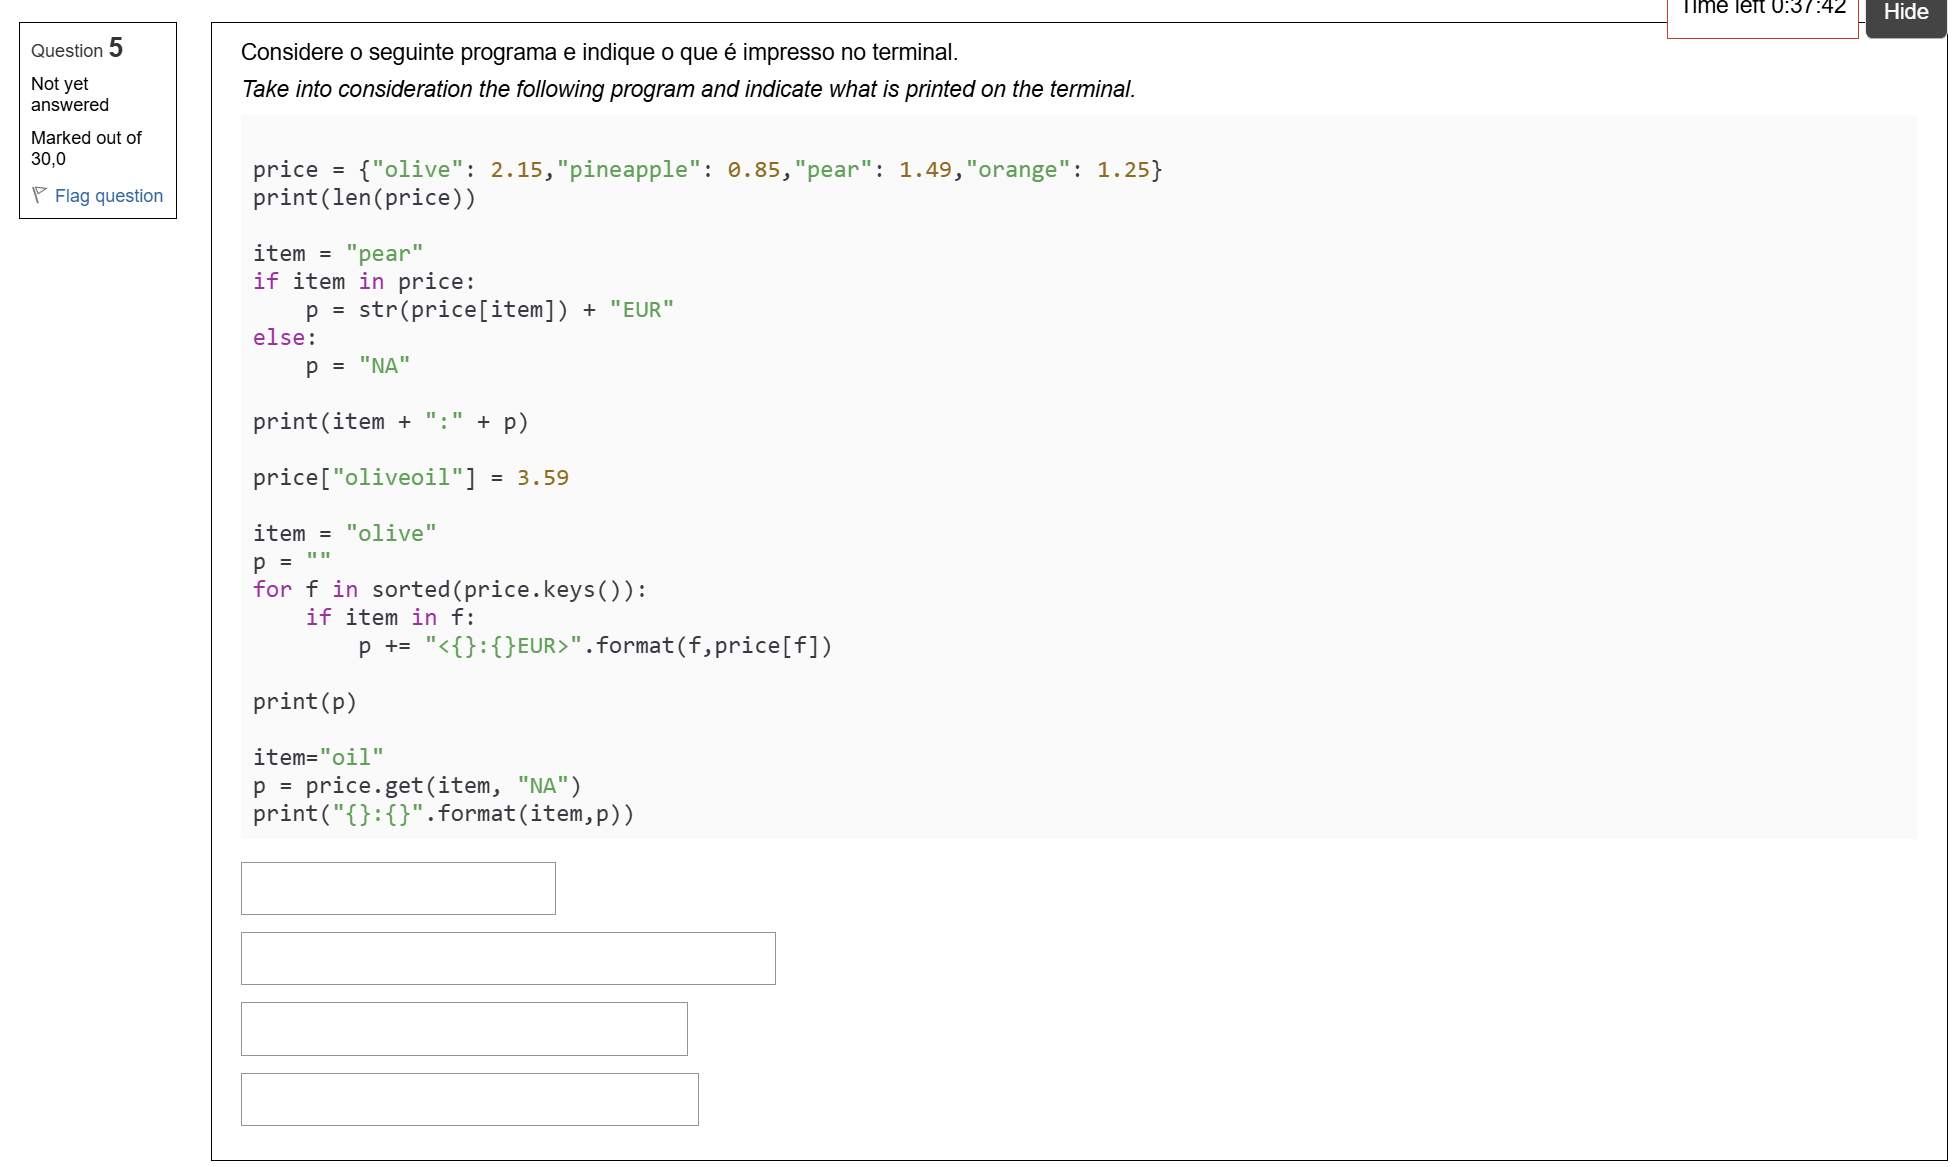 Time left 0:37:42
Hide
Question 5
Not yet
answered
Marked out of
30,0
Flag question
Considere o seguinte programa e indique o que é impresso no terminal.
Take into consideration the following program and indicate what is printed on the terminal.
price = {"olive": 2.15,"pineapple": 0.85,"pear": 1.49,"orange": 1.25}
print(len(price))
item = "pear"
if item in price:
    p = str(price[item]) + "EUR"
else:
    p = "NA"
print(item + ":" + p)
price["oliveoil"] = 3.59
item = "olive"
p = ""
for f in sorted(price.keys()):
    if item in f:
        p += "<{}:{}EUR>".format(f,price[f])
print(p)
item="oil"
p = price.get(item, "NA")
print("{}:{}".format(item,p))